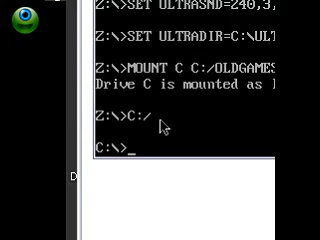 Z:\>SET ULTRASND=240,3,
Z:\>SET ULTRADIR=C:\ULT
Z:\>MOUNT C C:/OLDGAMES
Drive C is mounted as
Z:\>C:/
D
C:\>_